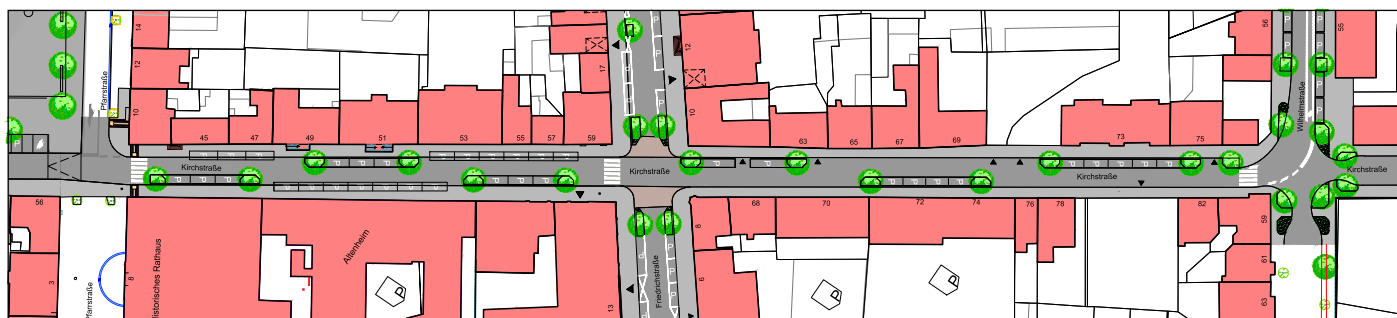 14
12
10
Pfarrstraße
45
47
49
51
53
55
57
59
17
12
10
63
65
67
69
73
75
56
55
Wilhelmstraße
P
Kirchstraße
Kirchstraße
Kirchstraße
Kirchstraße
56
3
Pfarrstraße
8
Historisches Rathaus
Altenheim
P
13
Friedrichstraße
8
6
68
70
72
74
76
78
82
59
61
63
P
P